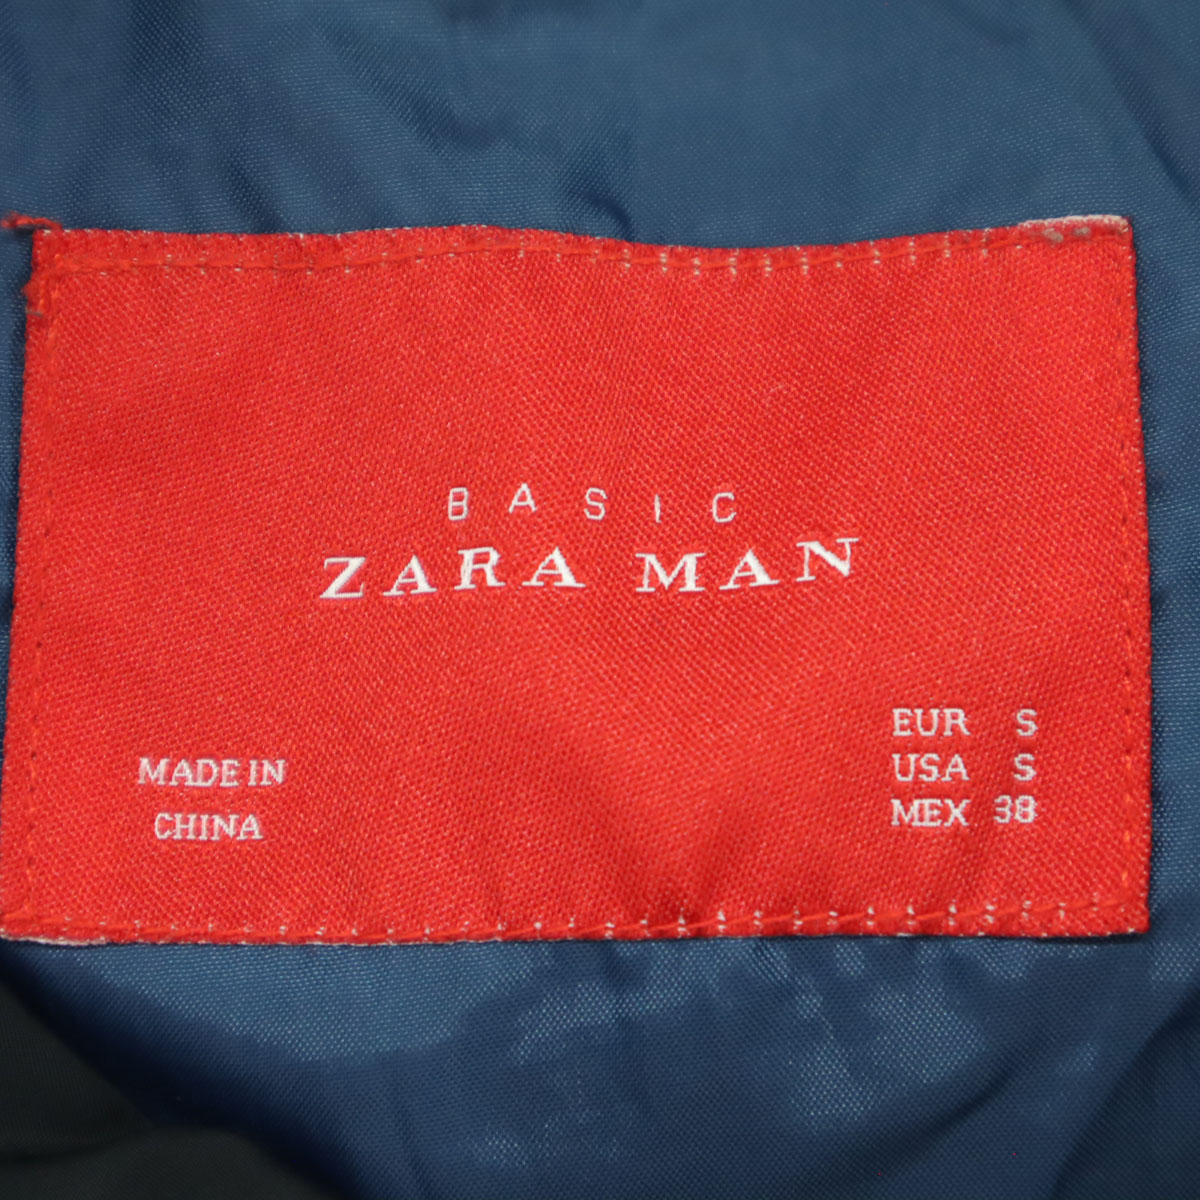 BASIC
ZARA MAN
MADE IN
CHINA
EUR S
USA S
MEX 38